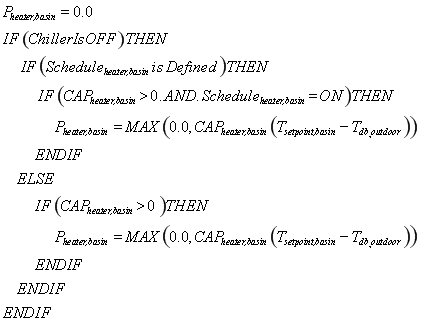 P_heater,basin = 0.0
IF (ChillerIsOFF) THEN
IF (Schedule_heater,basin is Defined) THEN
IF (CAP_heater,basin > 0 .AND. Schedule_heater,basin = ON) THEN
P_heater,basin = MAX (0.0, CAP_heater,basin (T_setpoint,basin − T_db,outdoor))
ENDIF
ELSE
IF (CAP_heater,basin > 0) THEN
P_heater,basin = MAX (0.0, CAP_heater,basin (T_setpoint,basin − T_db,outdoor))
ENDIF
ENDIF
ENDIF